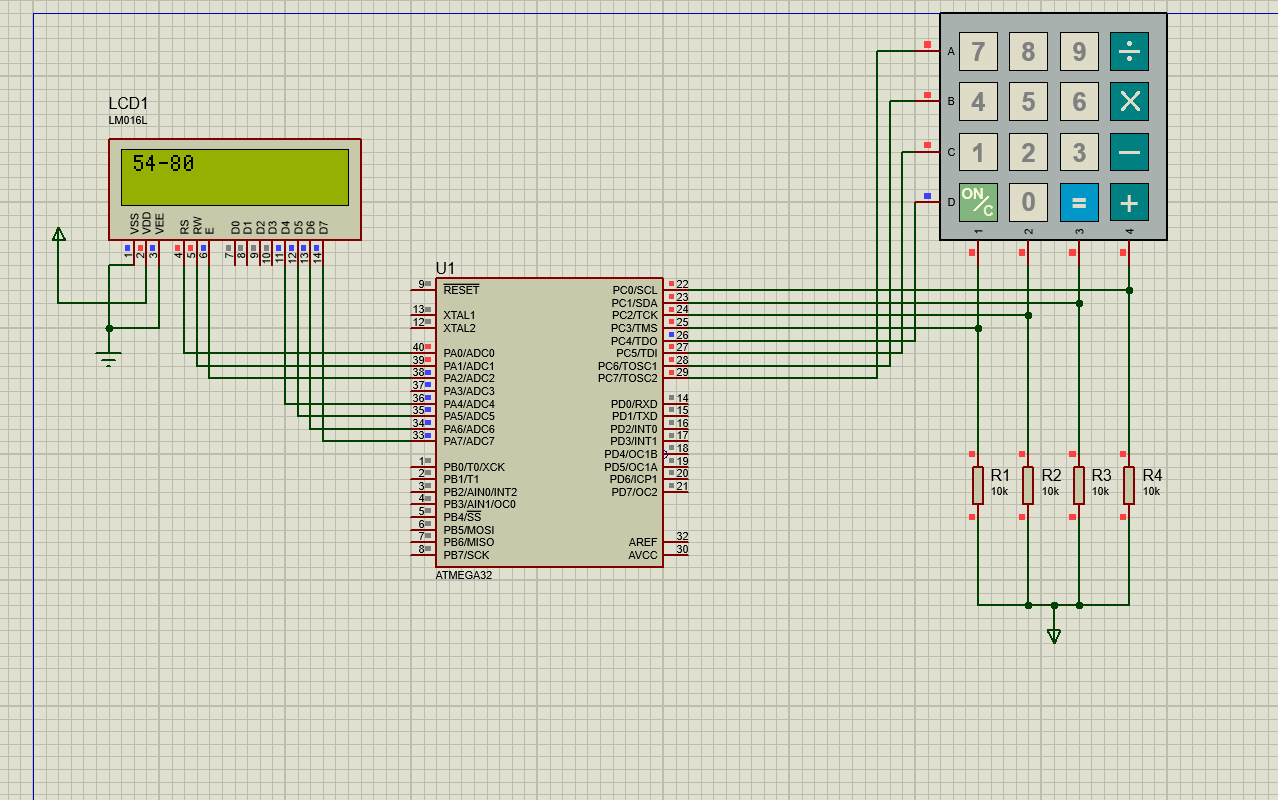 LCD1
LM016L
54-80
VSS VDD VEE RS RW E D0 D1 D2 D3 D4 D5 D6 D7
1 2 3 4 5 6 7 8 9 10 11 12 13 14
A 7 8 9 ÷
B 4 5 6 ×
C 1 2 3 −
D ON/C 0 = +
1 2 3 4
U1
9 RESET PC0/SCL 22
PC1/SDA 23
13 XTAL1 PC2/TCK 24
12 XTAL2 PC3/TMS 25
PC4/TDO 26
40 PA0/ADC0 PC5/TDI 27
39 PA1/ADC1 PC6/TOSC1 28
38 PA2/ADC2 PC7/TOSC2 29
37 PA3/ADC3
36 PA4/ADC4 PD0/RXD 14
35 PA5/ADC5 PD1/TXD 15
34 PA6/ADC6 PD2/INT0 16
33 PA7/ADC7 PD3/INT1 17
PD4/OC1B 18
1 PB0/T0/XCK PD5/OC1A 19
2 PB1/T1 PD6/ICP1 20
3 PB2/AIN0/INT2 PD7/OC2 21
4 PB3/AIN1/OC0
5 PB4/SS
6 PB5/MOSI
7 PB6/MISO AREF 32
8 PB7/SCK AVCC 30
ATMEGA32
R1 R2 R3 R4
10k 10k 10k 10k